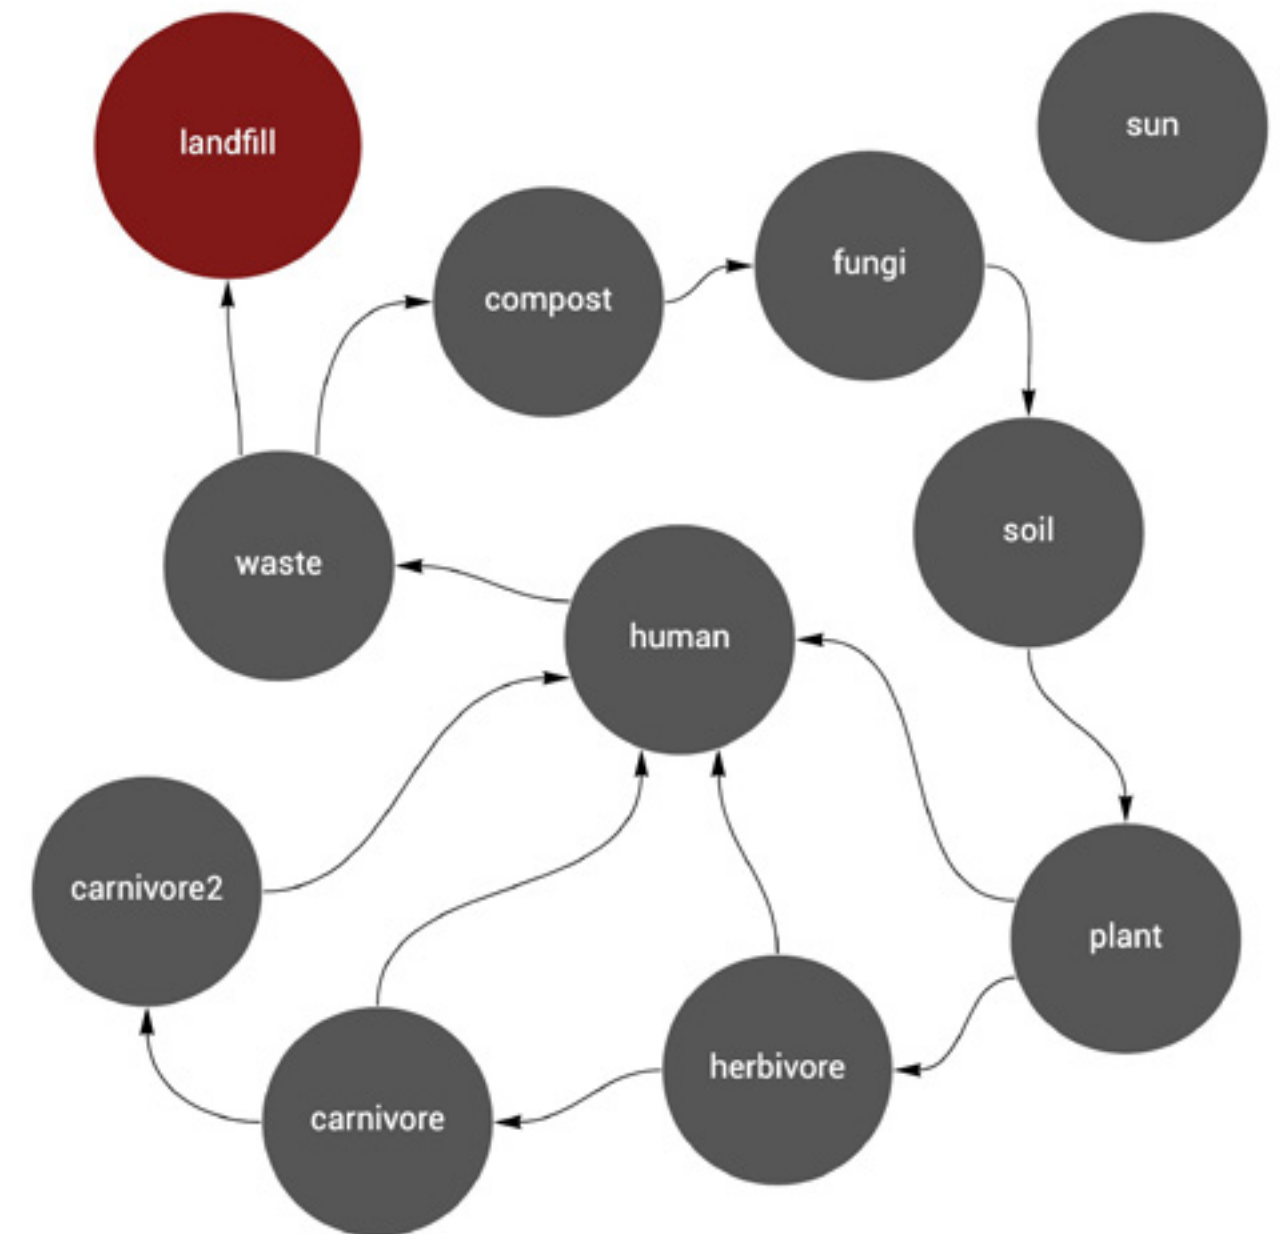 landfill
sun
fungi
compost
soil
waste
human
carnivore2
plant
herbivore
carnivore